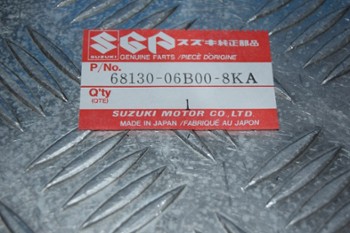 SGP スズキ純正部品
SUZUKI GENUINE PARTS/PIÈCE D'ORIGINE
P/No. 68130-06B00-8KA
Q'ty
(QTÉ) 1
SUZUKI MOTOR CO.,LTD.
MADE IN JAPAN/FABRIQUÉ AU JAPON